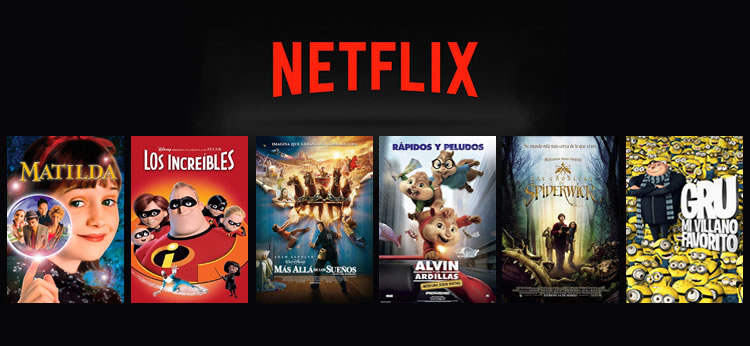 NETFLIX
MATILDA
LOS INCREÍBLES
MÁS ALLÁ DE LOS SUEÑOS
RÁPIDOS Y PELUDOS
ALVIN
ARDILLAS
SPIDERWICK
GRU
MI VILLANO
FAVORITO